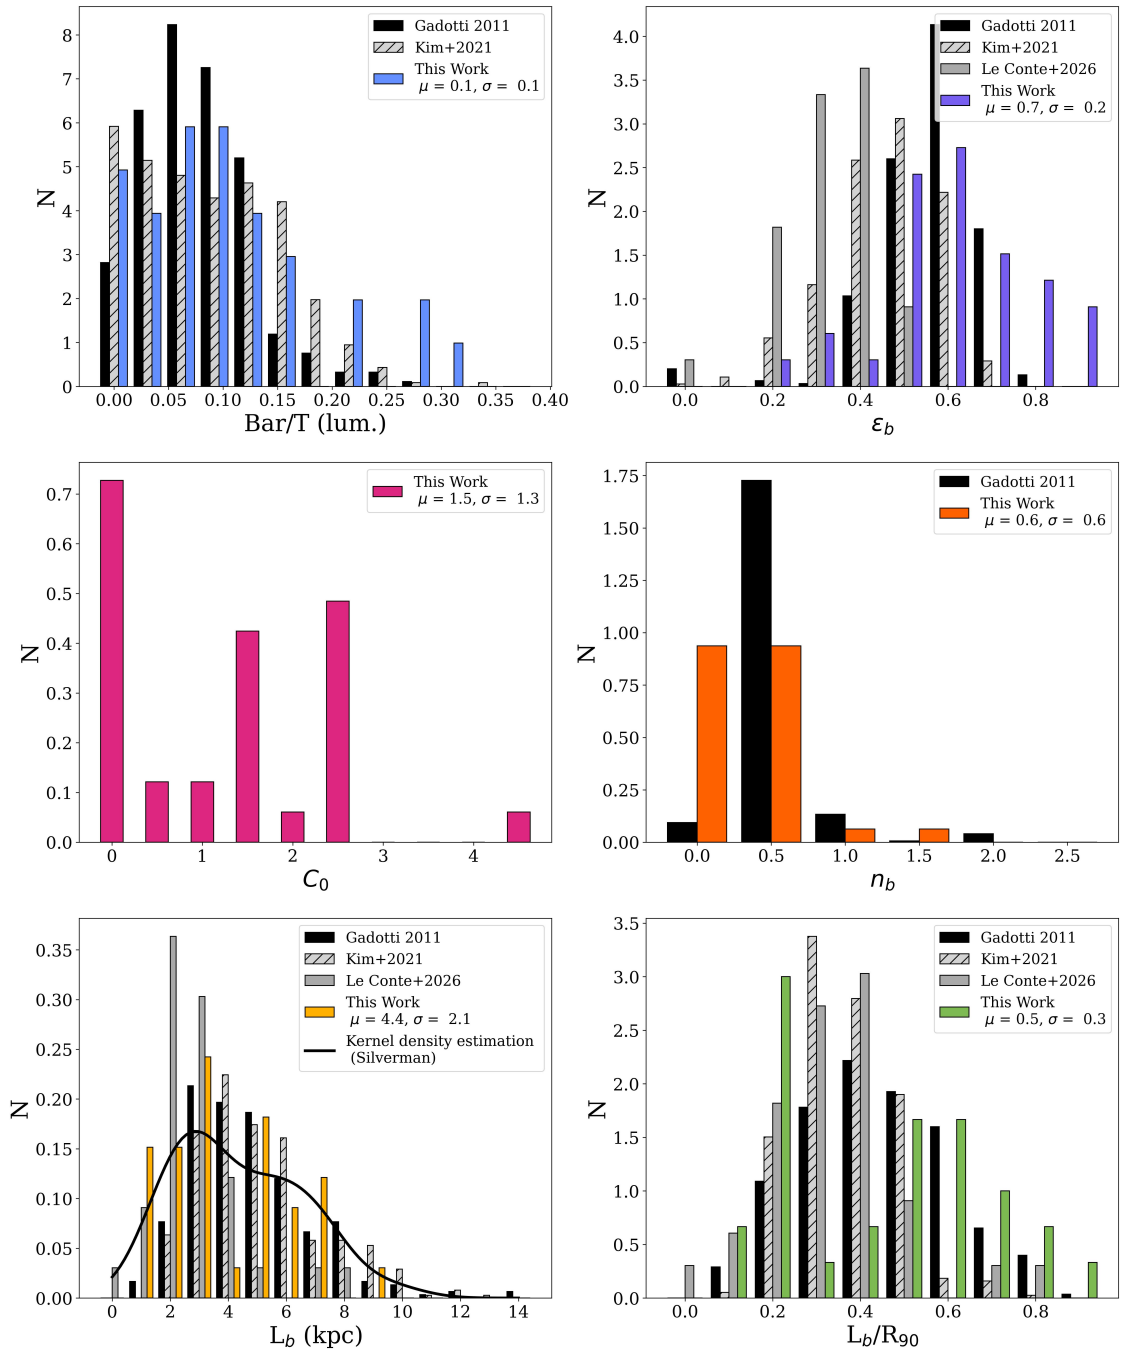 8
7
6
5
4
3
2
1
0
N
0.00 0.05 0.10 0.15 0.20 0.25 0.30 0.35 0.40
Bar/T (lum.)
Gadotti 2011
Kim+2021
This Work
μ = 0.1, σ = 0.1
4.0
3.5
3.0
2.5
2.0
1.5
1.0
0.5
0.0
N
0.0 0.2 0.4 0.6 0.8
ε_b
Gadotti 2011
Kim+2021
Le Conte+2026
This Work
μ = 0.7, σ = 0.2
0.7
0.6
0.5
0.4
0.3
0.2
0.1
0.0
N
0 1 2 3 4
C_0
This Work
μ = 1.5, σ = 1.3
1.75
1.50
1.25
1.00
0.75
0.50
0.25
0.00
N
0.0 0.5 1.0 1.5 2.0 2.5
n_b
Gadotti 2011
This Work
μ = 0.6, σ = 0.6
0.35
0.30
0.25
0.20
0.15
0.10
0.05
0.00
N
0 2 4 6 8 10 12 14
L_b (kpc)
Gadotti 2011
Kim+2021
Le Conte+2026
This Work
μ = 4.4, σ = 2.1
Kernel density estimation
(Silverman)
3.5
3.0
2.5
2.0
1.5
1.0
0.5
0.0
N
0.0 0.2 0.4 0.6 0.8
L_b/R_90
Gadotti 2011
Kim+2021
Le Conte+2026
This Work
μ = 0.5, σ = 0.3